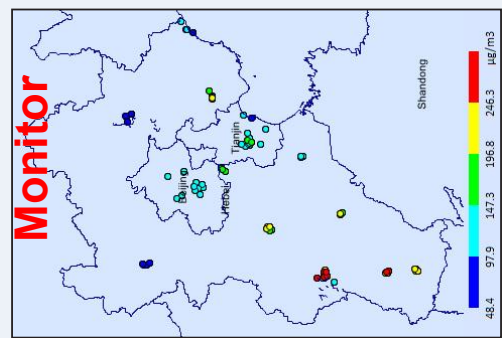 Monitor
Beijing
Tianjin
Hebei
Shandong
µg/m3
246.3
196.8
147.3
97.9
48.4